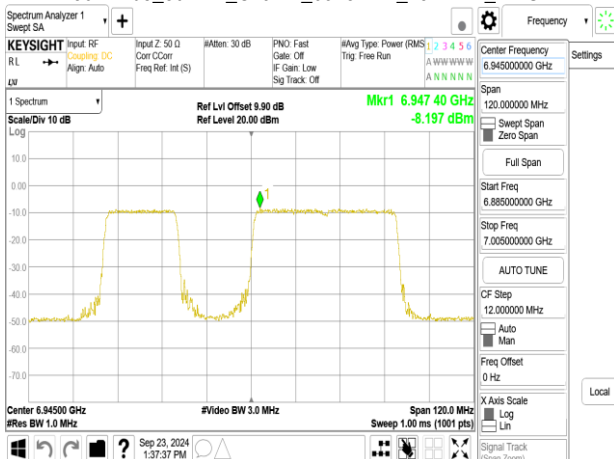 Spectrum Analyzer 1
Swept SA
+
Frequency
KEYSIGHT
RL
Input: RF
Coupling: DC
Align: Auto
Input Z: 50 Ω
Corr CCorr
Freq Ref: Int (S)
#Atten: 30 dB
PNO: Fast
Gate: Off
IF Gain: Low
Sig Track: Off
#Avg Type: Power (RMS
Trig: Free Run
1 2 3 4 5 6
A WWWWW
A N N N N N
1 Spectrum
Scale/Div 10 dB
Log
Ref Lvl Offset 9.90 dB
Ref Level 20.00 dBm
Mkr1 6.947 40 GHz
-8.197 dBm
10.0
0.00
-10.0
-20.0
-30.0
-40.0
-50.0
-60.0
-70.0
1
Center 6.94500 GHz
#Res BW 1.0 MHz
#Video BW 3.0 MHz
Span 120.0 MHz
Sweep 1.00 ms (1001 pts)
Sep 23, 2024
1:37:37 PM
?
Center Frequency
6.945000000 GHz
Span
120.000000 MHz
Swept Span
Zero Span
Full Span
Start Freq
6.885000000 GHz
Stop Freq
7.005000000 GHz
AUTO TUNE
CF Step
12.000000 MHz
Auto
Man
Freq Offset
0 Hz
X Axis Scale
Log
Lin
Signal Track
(Span Zoom)
Settings
Local